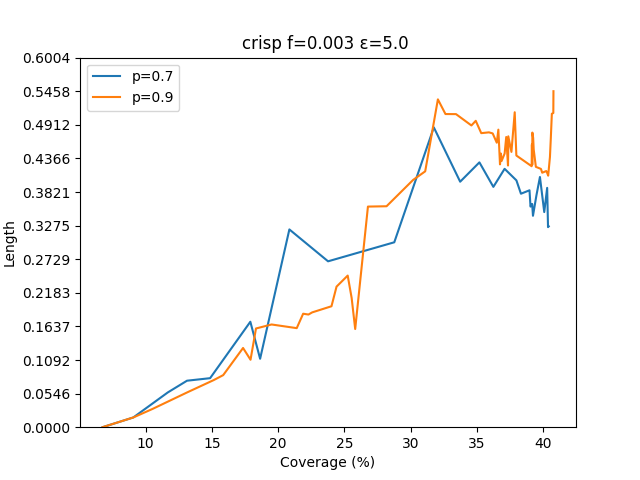 crisp f=0.003 ε=5.0
0.6004
0.5458
0.4912
0.4366
0.3821
0.3275
0.2729
0.2183
0.1637
0.1092
0.0546
0.0000
Length
p=0.7
p=0.9
10 15 20 25 30 35 40
Coverage (%)